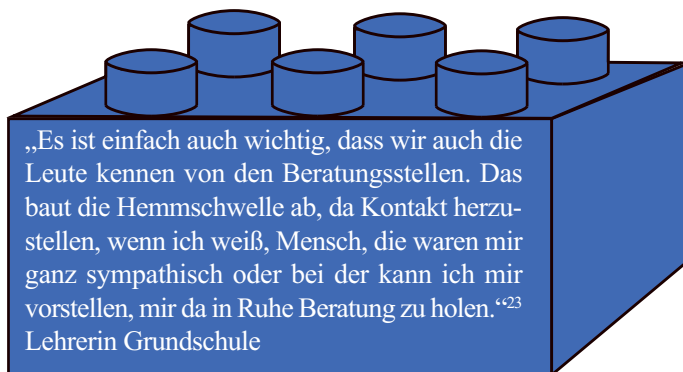 „Es ist einfach auch wichtig, dass wir auch die
Leute kennen von den Beratungsstellen. Das
baut die Hemmschwelle ab, da Kontakt herzu-
stellen, wenn ich weiß, Mensch, die waren mir
ganz sympathisch oder bei der kann ich mir
vorstellen, mir da in Ruhe Beratung zu holen.“²³
Lehrerin Grundschule